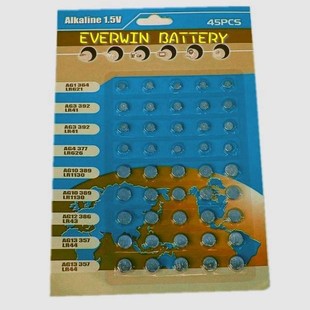 Alkaline 1.5V
45PCS
EVERWIN BATTERY
AG1 364
LR621
AG3 392
LR41
AG3 392
LR41
AG4 377
LR626
AG10 389
LR1130
AG10 389
LR1130
AG12 386
LR43
AG13 357
LR44
AG13 357
LR44